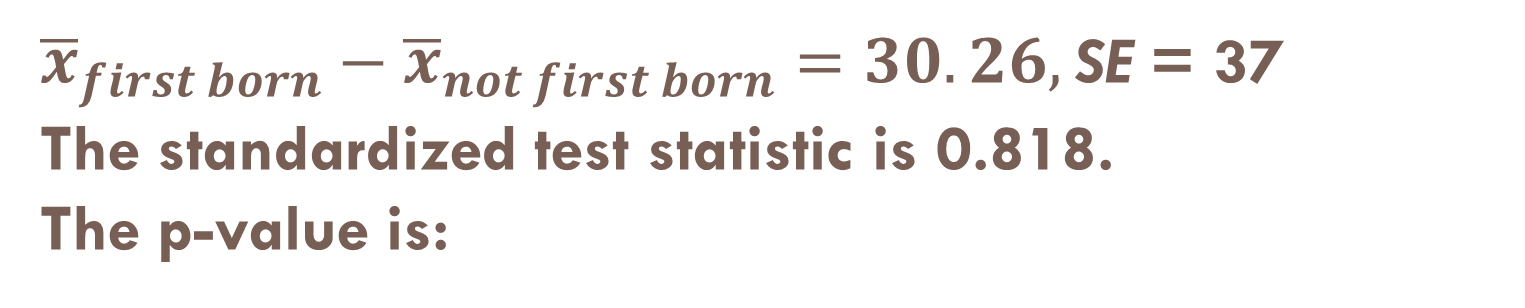 x̅first born − x̅not first born = 30.26, SE = 37
The standardized test statistic is 0.818.
The p-value is: